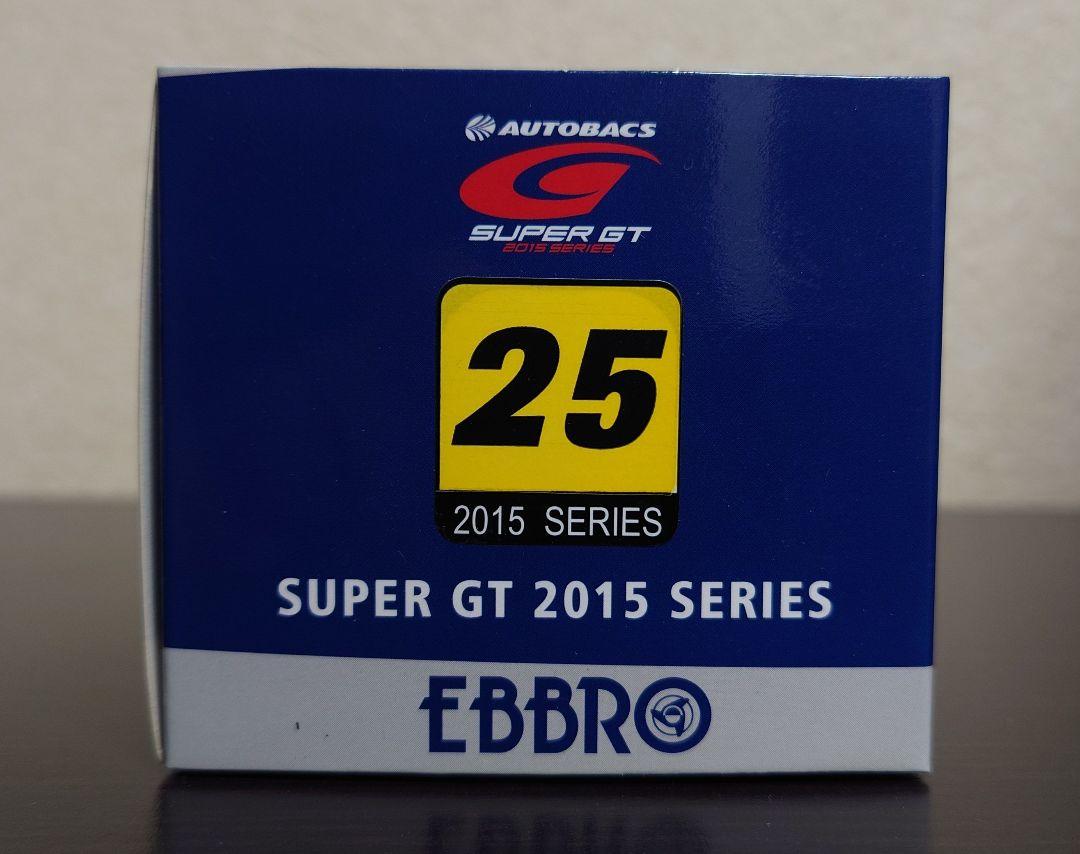 AUTOBACS
SUPER GT
2015 SERIES
25
2015 SERIES
SUPER GT 2015 SERIES
EBBRO